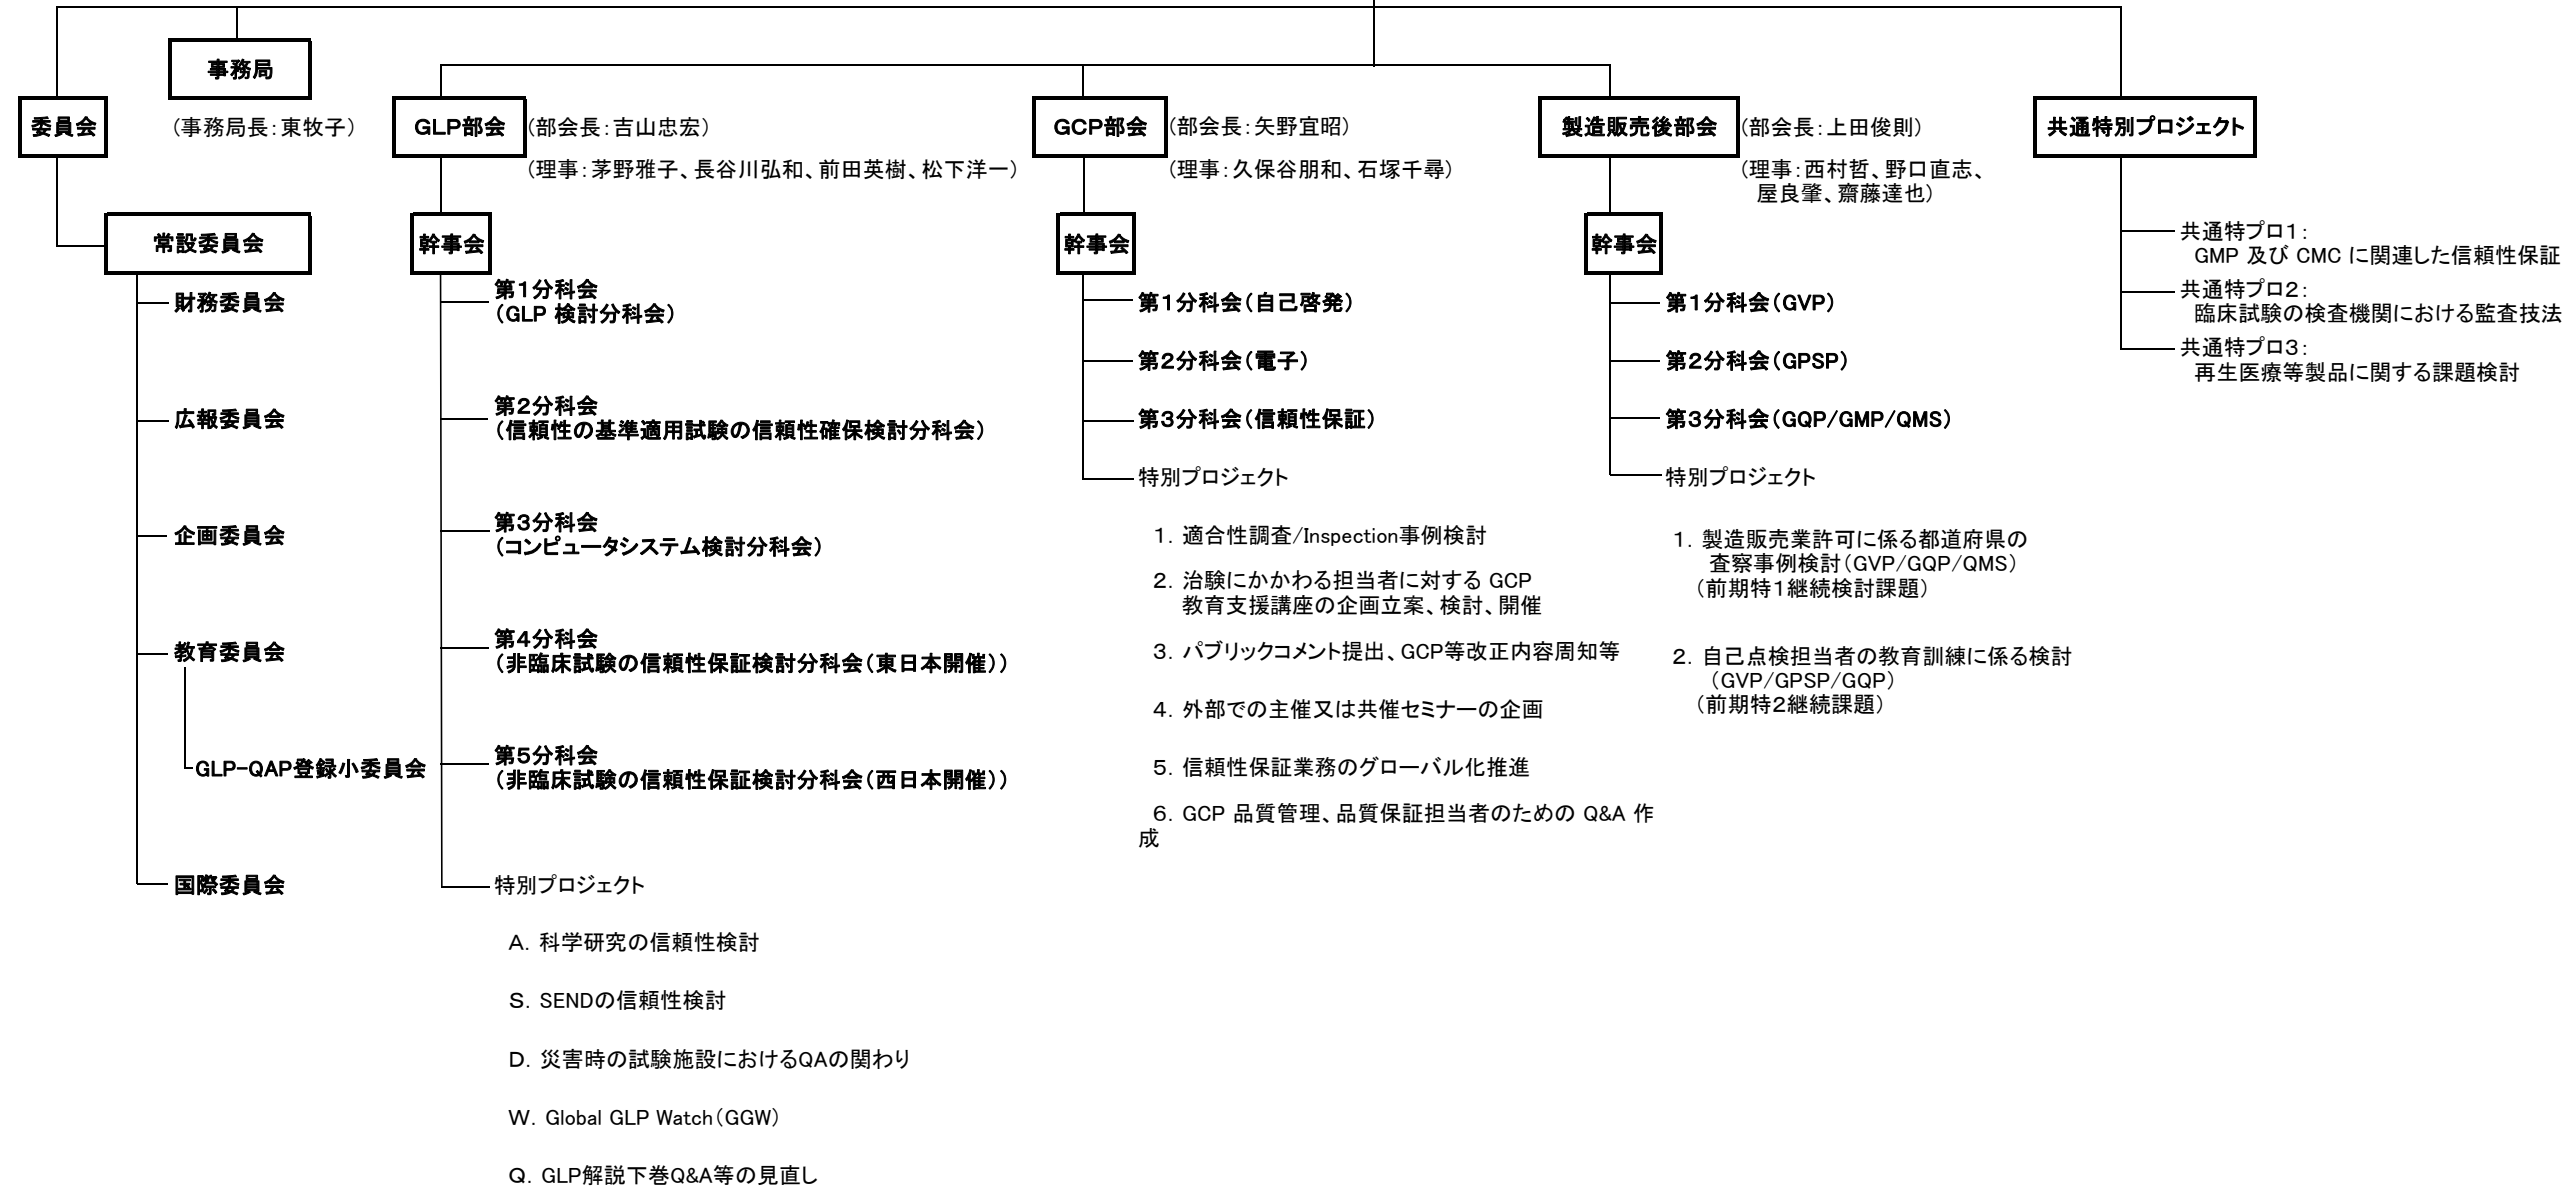 事務局
(事務局長：東牧子)
委員会
常設委員会
財務委員会
広報委員会
企画委員会
教育委員会
GLP-QAP登録小委員会
国際委員会
GLP部会
(部会長：吉山忠宏)
(理事：茅野雅子、長谷川弘和、前田英樹、松下洋一)
幹事会
第１分科会
（GLP 検討分科会）
第２分科会
（信頼性の基準適用試験の信頼性確保検討分科会）
第３分科会
（コンピュータシステム検討分科会）
第４分科会
（非臨床試験の信頼性保証検討分科会（東日本開催））
第５分科会
（非臨床試験の信頼性保証検討分科会（西日本開催））
特別プロジェクト
Ａ．科学研究の信頼性検討
Ｓ．SENDの信頼性検討
Ｄ．災害時の試験施設におけるQAの関わり
Ｗ．Global GLP Watch（GGW）
Ｑ．GLP解説下巻Q&A等の見直し
GCP部会
(部会長：矢野宜昭)
(理事：久保谷朋和、石塚千尋)
幹事会
第１分科会（自己啓発）
第２分科会（電子）
第３分科会（信頼性保証）
特別プロジェクト
１．適合性調査/Inspection事例検討
２．治験にかかわる担当者に対する GCP
教育支援講座の企画立案、検討、開催
３．パブリックコメント提出、GCP等改正内容周知等
４．外部での主催又は共催セミナーの企画
５．信頼性保証業務のグローバル化推進
６．GCP 品質管理、品質保証担当者のための Q&A 作
成
製造販売後部会
(部会長：上田俊則)
(理事：西村哲、野口直志、
屋良肇、齋藤達也)
幹事会
第１分科会（GVP）
第２分科会（GPSP）
第３分科会（GQP/GMP/QMS）
特別プロジェクト
１．製造販売業許可に係る都道府県の
査察事例検討（GVP/GQP/QMS）
（前期特１継続検討課題）
２．自己点検担当者の教育訓練に係る検討
（GVP/GPSP/GQP）
（前期特２継続課題）
共通特別プロジェクト
共通特プロ１：
GMP 及び CMC に関連した信頼性保証
共通特プロ２：
臨床試験の検査機関における監査技法
共通特プロ３：
再生医療等製品に関する課題検討